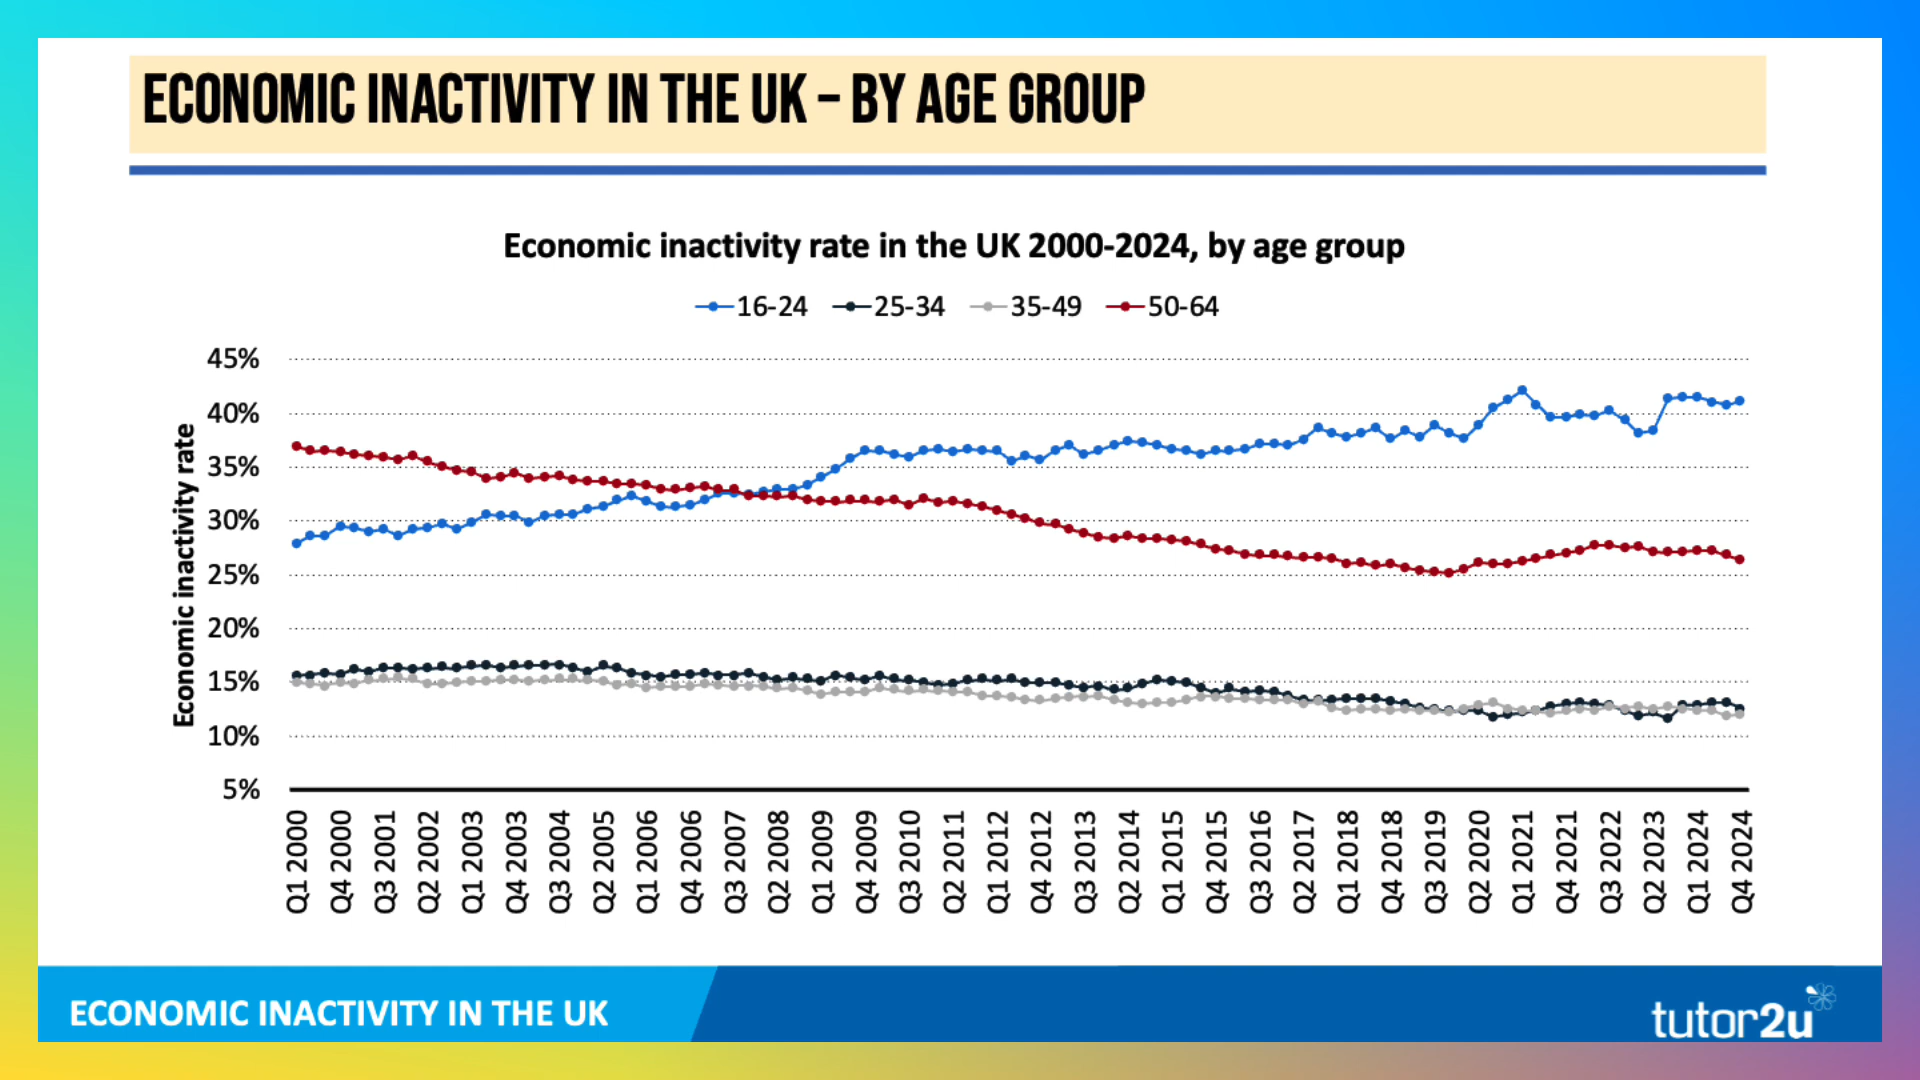 ECONOMIC INACTIVITY IN THE UK – BY AGE GROUP
Economic inactivity rate in the UK 2000-2024, by age group
16-24 25-34 35-49 50-64
Economic inactivity rate
45%
40%
35%
30%
25%
20%
15%
10%
5%
Q1 2000
Q4 2000
Q3 2001
Q2 2002
Q1 2003
Q4 2003
Q3 2004
Q2 2005
Q1 2006
Q4 2006
Q3 2007
Q2 2008
Q1 2009
Q4 2009
Q3 2010
Q2 2011
Q1 2012
Q4 2012
Q3 2013
Q2 2014
Q1 2015
Q4 2015
Q3 2016
Q2 2017
Q1 2018
Q4 2018
Q3 2019
Q2 2020
Q1 2021
Q4 2021
Q3 2022
Q2 2023
Q1 2024
Q4 2024
ECONOMIC INACTIVITY IN THE UK
tutor2u